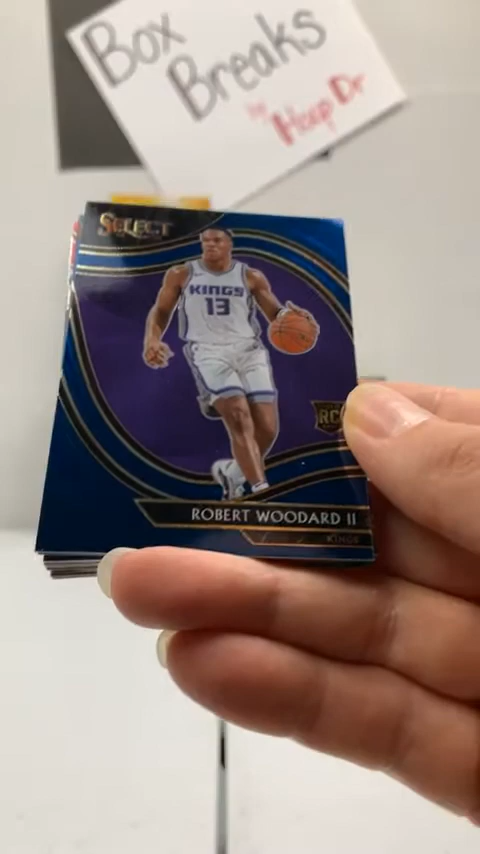 Box
Breaks
by Hoop Dr
SELECT
KINGS
13
RC
ROBERT WOODARD II
KINGS